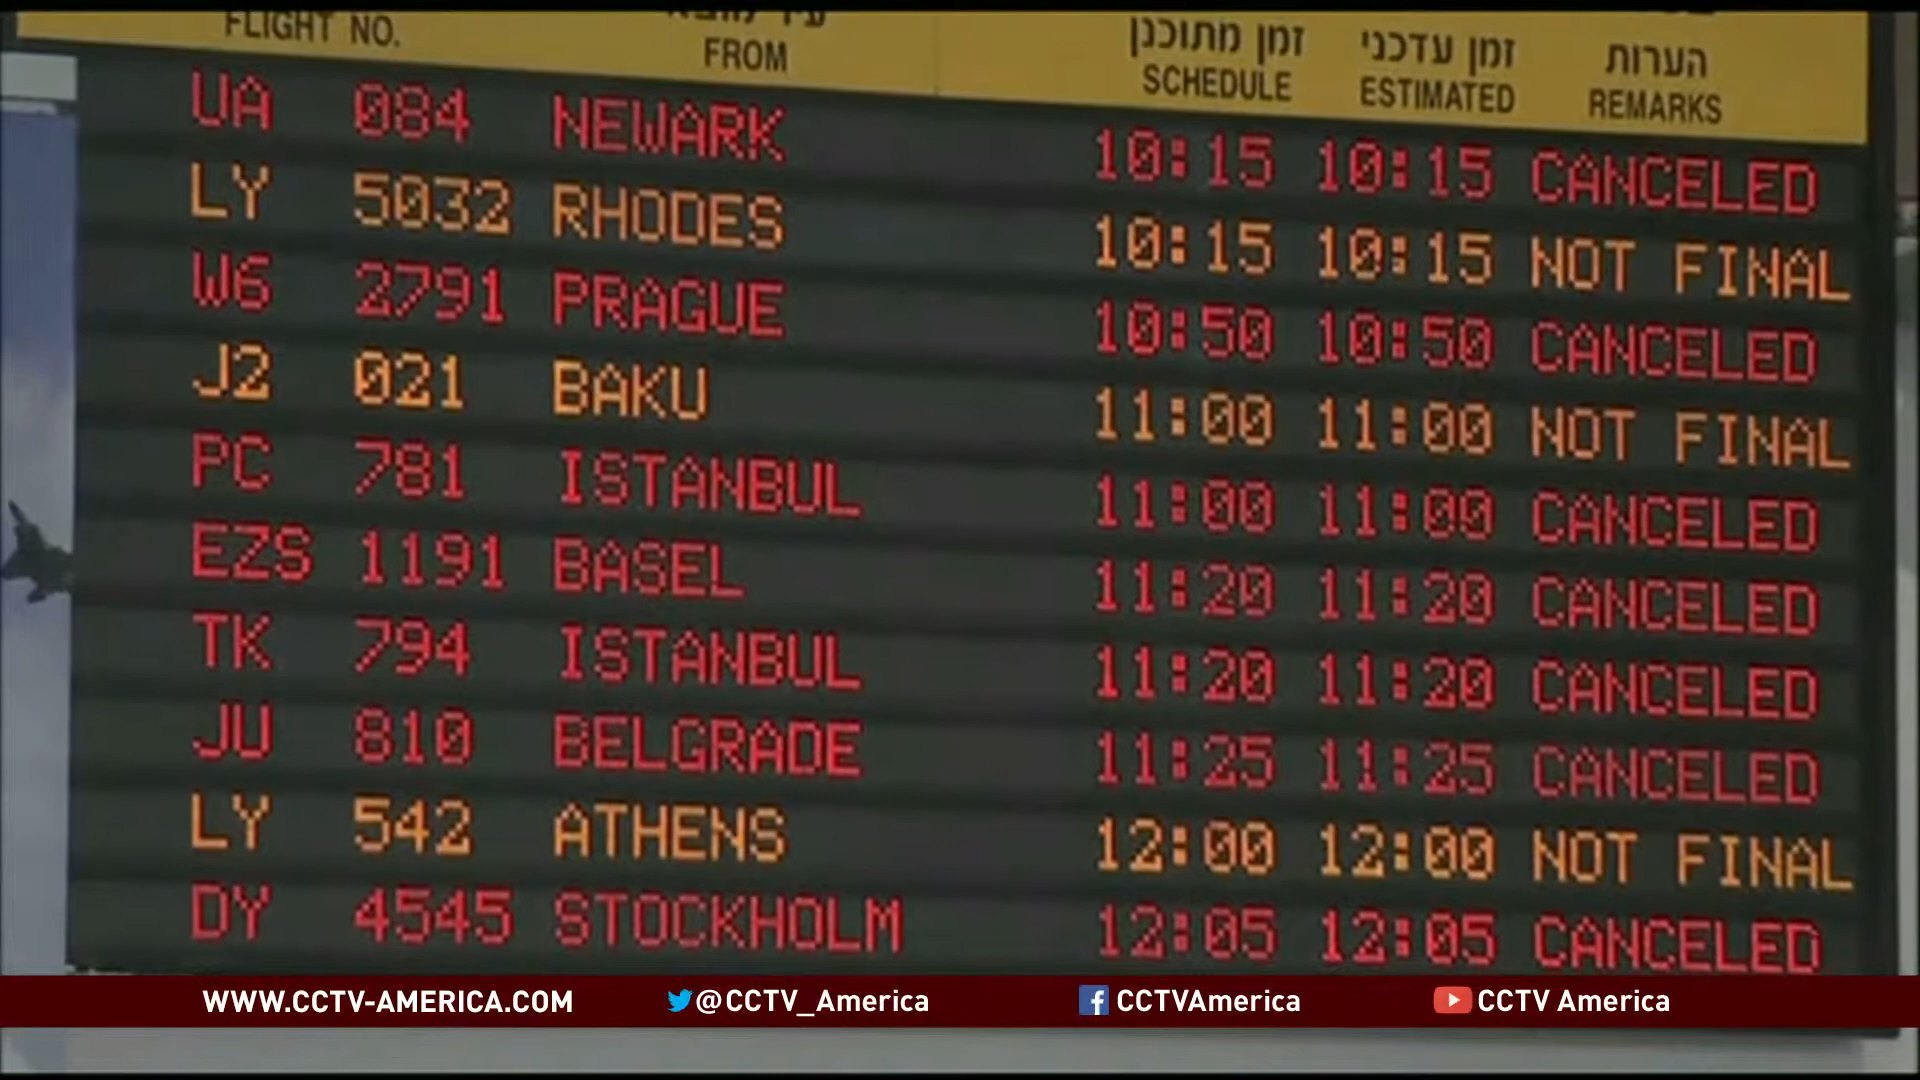 FLIGHT NO.
FROM
זמן מתוכנן
SCHEDULE
זמן עדכני
ESTIMATED
הערות
REMARKS
UA 084 NEWARK 10:15 10:15 CANCELED
LY 5032 RHODES 10:15 10:15 NOT FINAL
W6 2791 PRAGUE 10:50 10:50 CANCELED
J2 021 BAKU 11:00 11:00 NOT FINAL
PC 781 ISTANBUL 11:00 11:00 CANCELED
EZS 1191 BASEL 11:20 11:20 CANCELED
TK 794 ISTANBUL 11:20 11:20 CANCELED
JU 810 BELGRADE 11:25 11:25 CANCELED
LY 542 ATHENS 12:00 12:00 NOT FINAL
DY 4545 STOCKHOLM 12:05 12:05 CANCELED
WWW.CCTV-AMERICA.COM @CCTV_America CCTVAmerica CCTV America